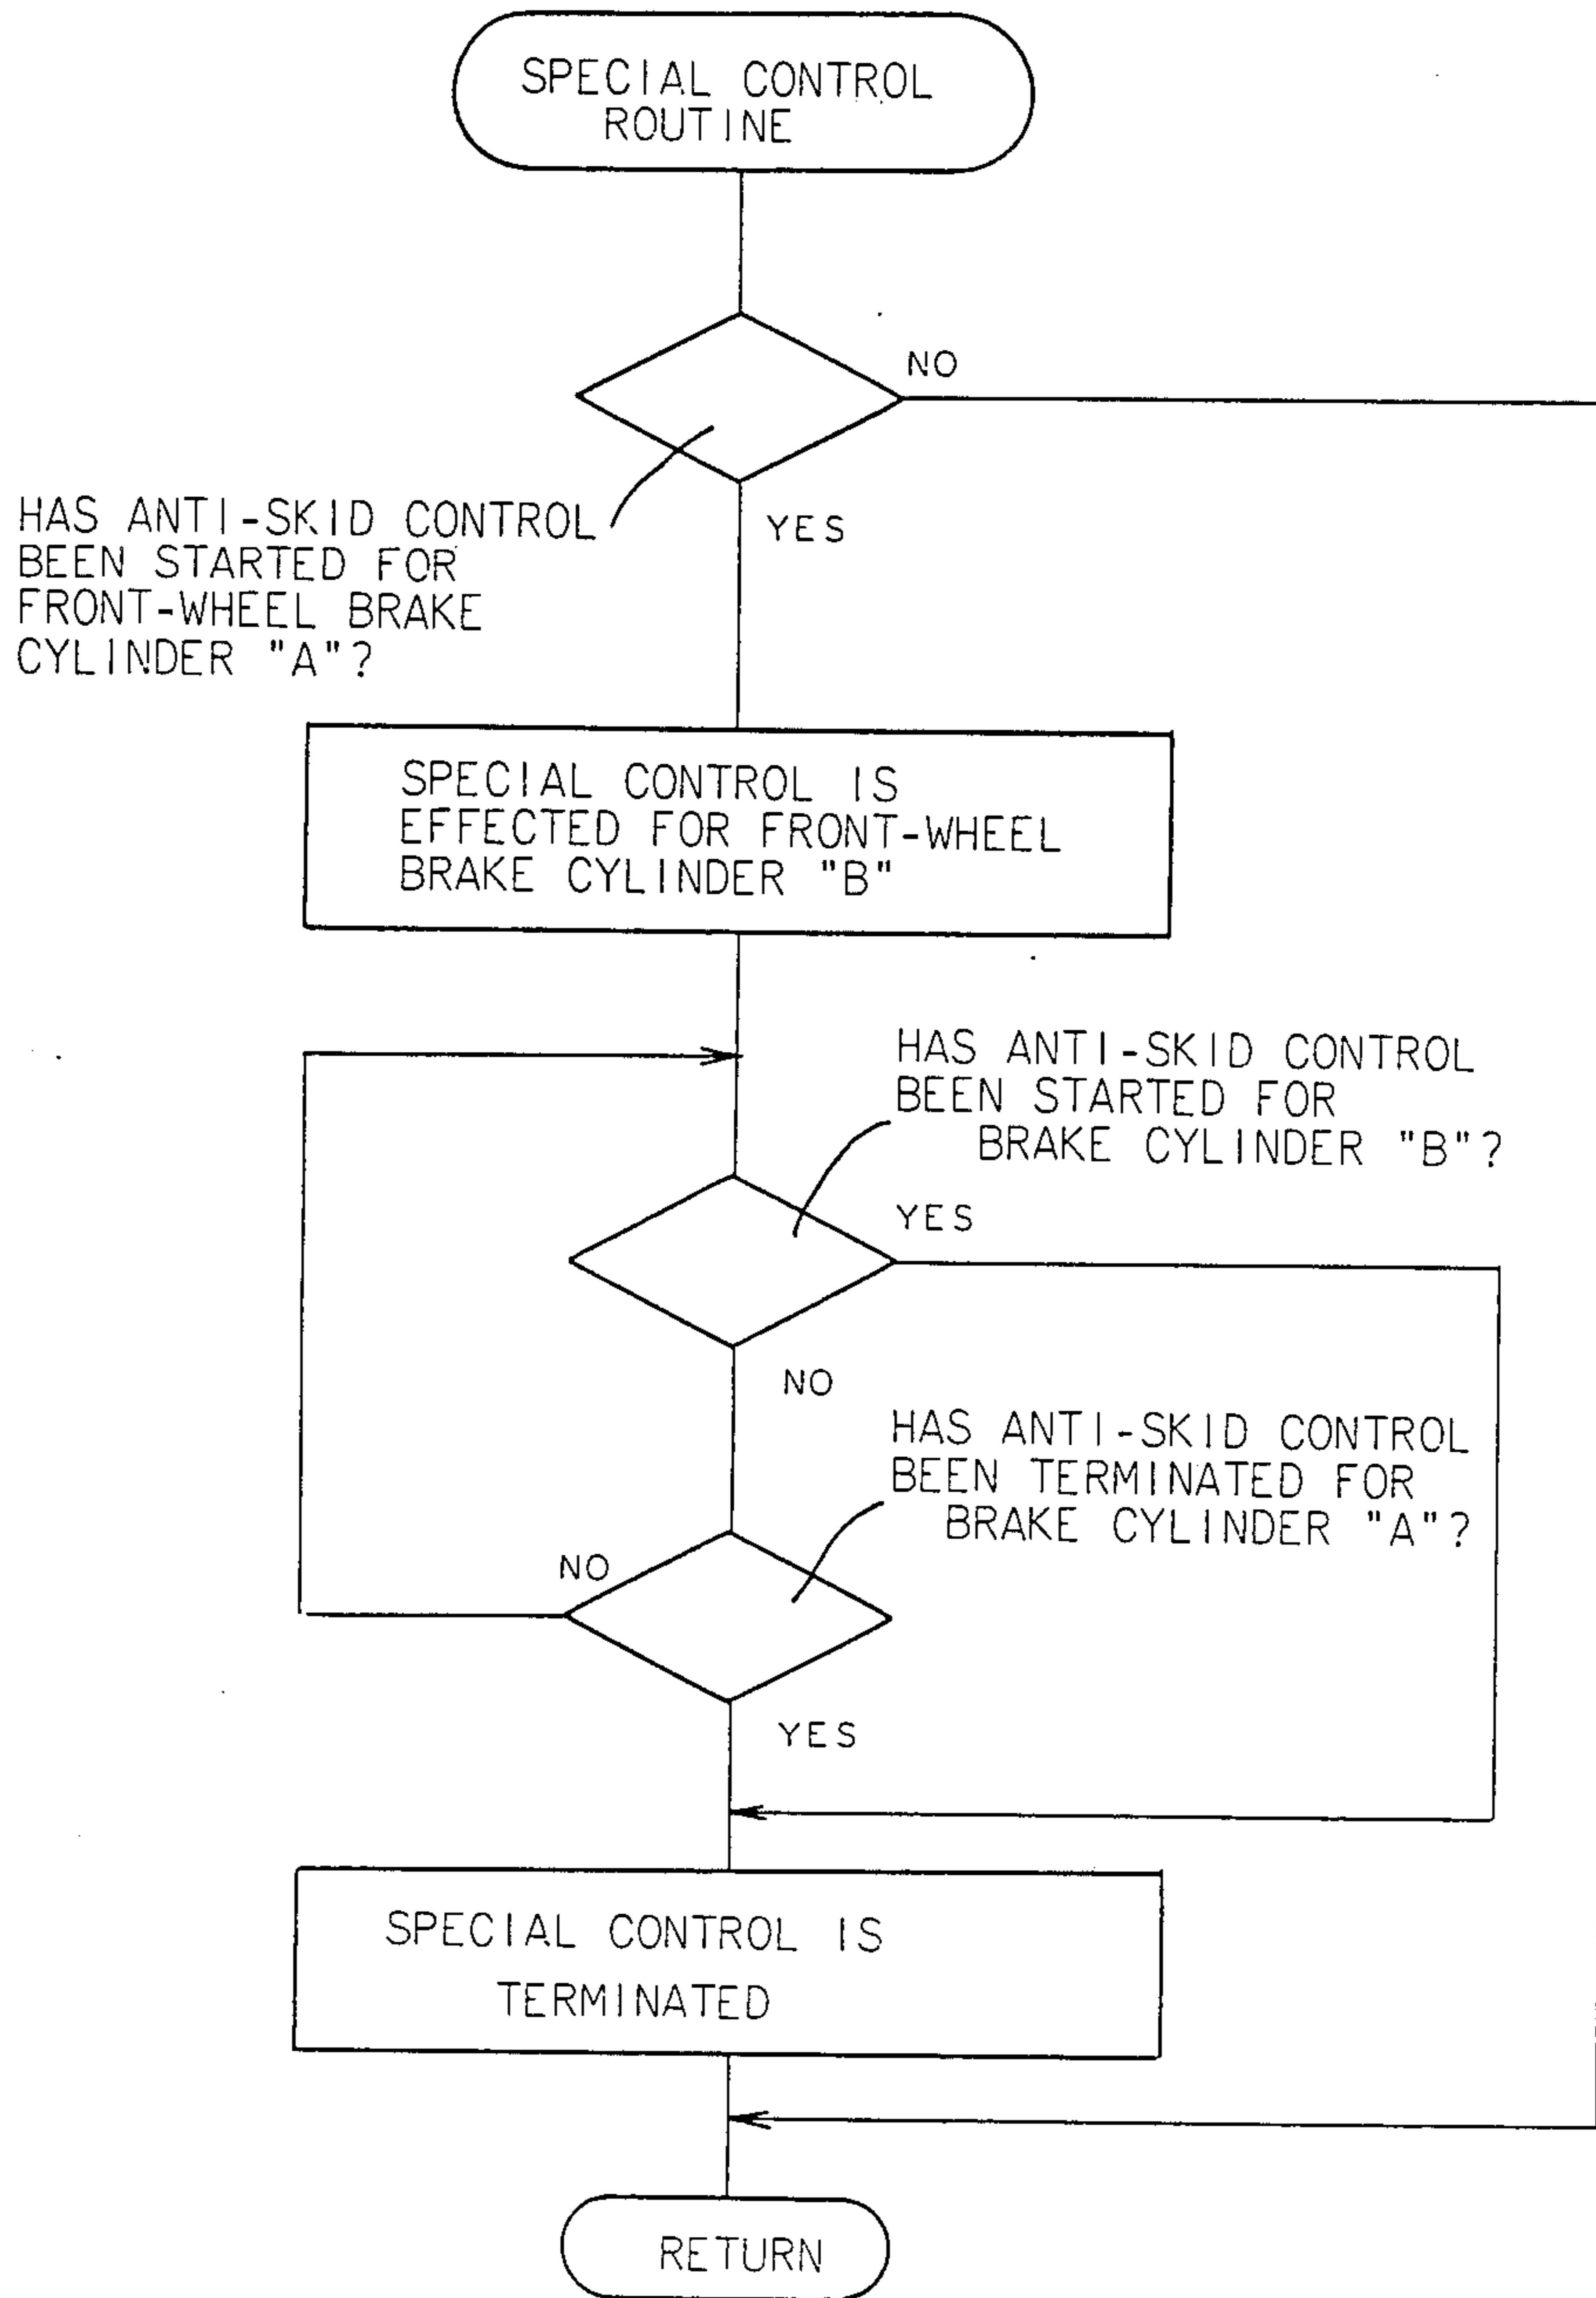 SPECIAL CONTROL
ROUTINE
NO
HAS ANTI-SKID CONTROL
BEEN STARTED FOR
FRONT-WHEEL BRAKE
CYLINDER "A"?
YES
SPECIAL CONTROL IS
EFFECTED FOR FRONT-WHEEL
BRAKE CYLINDER "B"
HAS ANTI-SKID CONTROL
BEEN STARTED FOR
BRAKE CYLINDER "B"?
YES
NO
HAS ANTI-SKID CONTROL
BEEN TERMINATED FOR
BRAKE CYLINDER "A"?
NO
YES
SPECIAL CONTROL IS
TERMINATED
RETURN